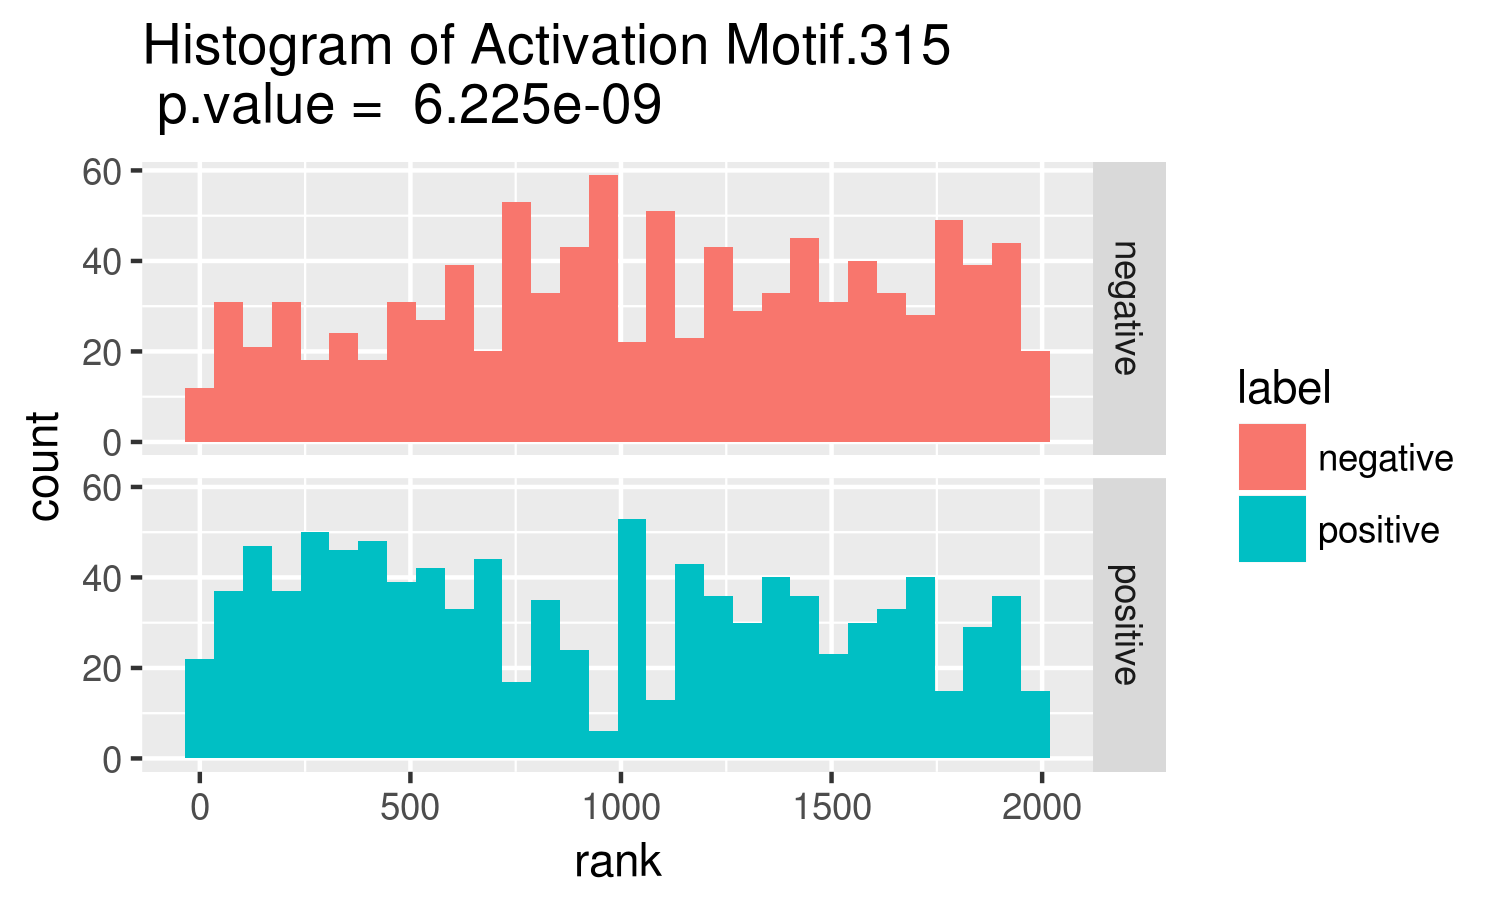 Histogram of Activation Motif.315
p.value =  6.225e-09
60
40
20
0
negative
60
40
20
0
positive
count
0 500 1000 1500 2000
rank
label
negative
positive